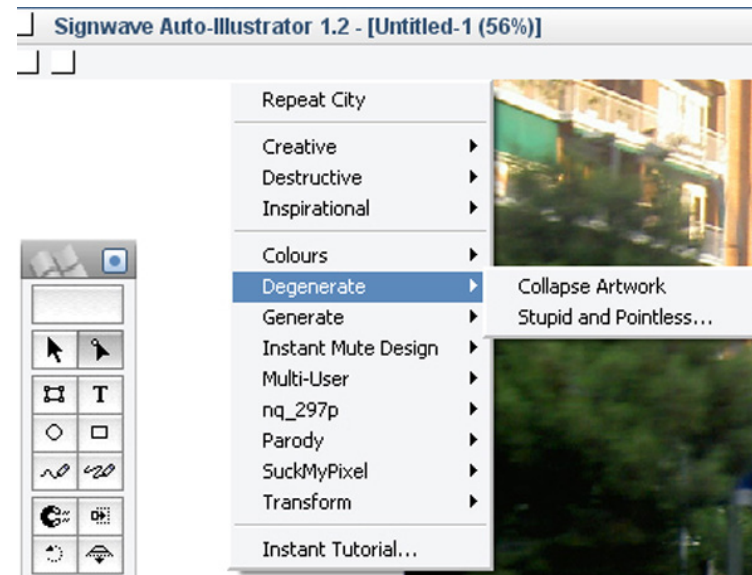 Signwave Auto-Illustrator 1.2 - [Untitled-1 (56%)]
Repeat City
Creative
Destructive
Inspirational
Colours
Degenerate
Collapse Artwork
Generate
Stupid and Pointless...
Instant Mute Design
Multi-User
nq_297p
Parody
SuckMyPixel
Transform
Instant Tutorial...
T